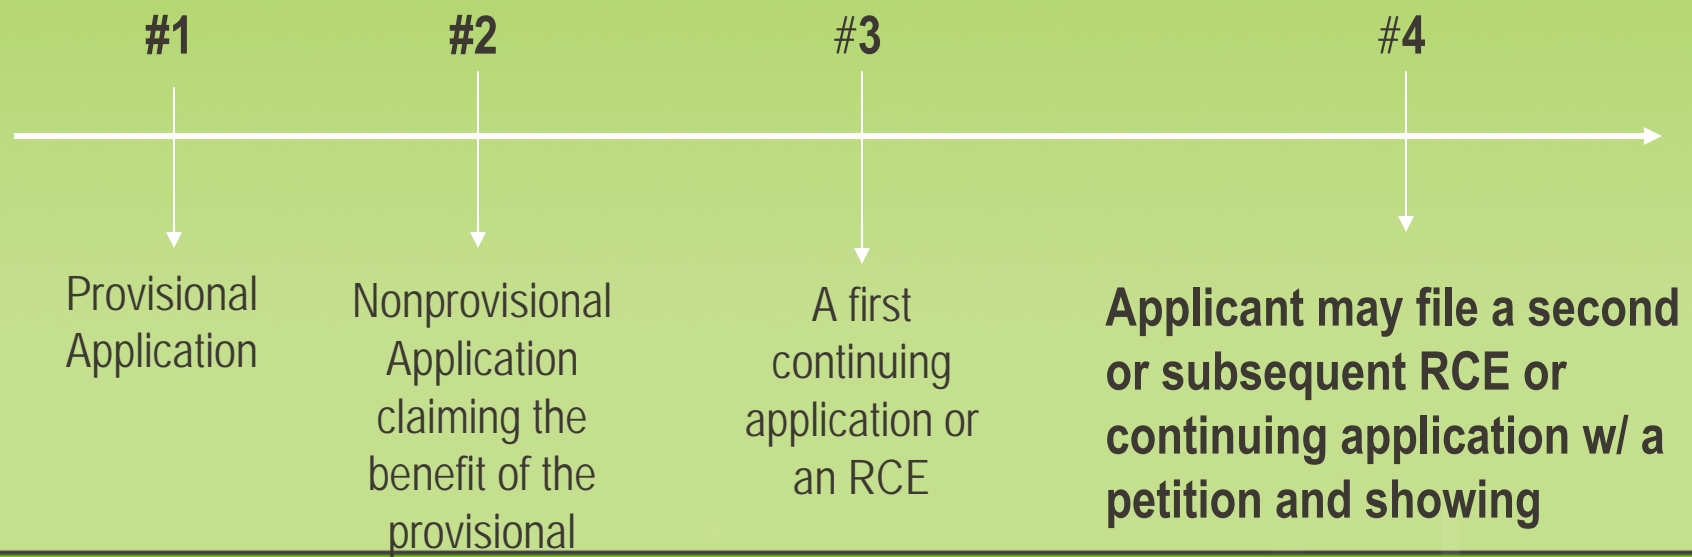 #1
#2
#3
#4
Provisional
Application
Nonprovisional
Application
claiming the
benefit of the
provisional
A first
continuing
application or
an RCE
Applicant may file a second
or subsequent RCE or
continuing application w/ a
petition and showing